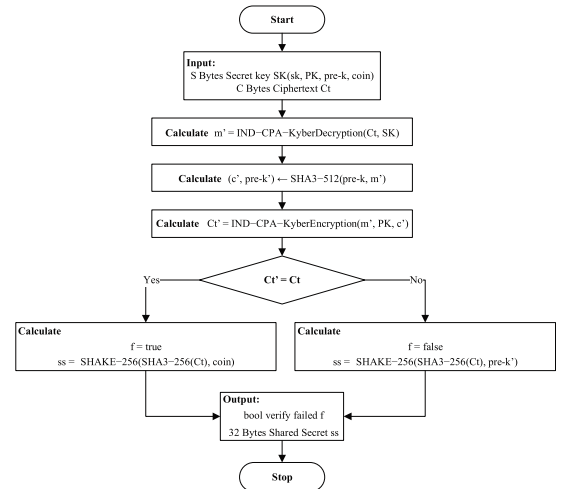 Start
Input:
S Bytes Secret key SK(sk, PK, pre-k, coin)
C Bytes Ciphertext Ct
Calculate m’ = IND−CPA−KyberDecryption(Ct, SK)
Calculate (c’, pre-k’) ← SHA3−512(pre-k, m’)
Calculate Ct’ = IND−CPA−KyberEncryption(m’, PK, c’)
Ct’ = Ct
Yes
No
Calculate
f = true
ss = SHAKE−256(SHA3−256(Ct), coin)
Calculate
f = false
ss = SHAKE−256(SHA3−256(Ct), pre-k’)
Output:
bool verify failed f
32 Bytes Shared Secret ss
Stop